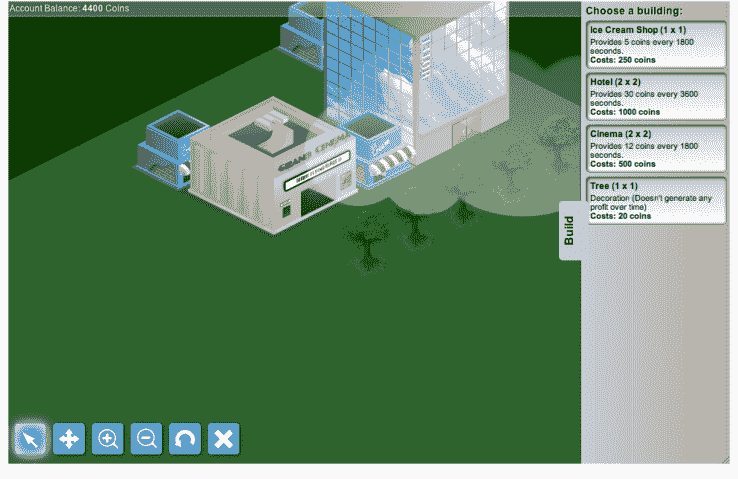 Account Balance: 4400 Coins
Choose a building:
Ice Cream Shop (1 x 1)
Provides 5 coins every 1800
seconds.
Costs: 250 coins
Hotel (2 x 2)
Provides 30 coins every 3600
seconds.
Costs: 1000 coins
Cinema (2 x 2)
Provides 12 coins every 1800
seconds.
Costs: 500 coins
Tree (1 x 1)
Decoration (Doesn't generate any
profit over time)
Costs: 20 coins
Build
HOTEL
GRAND CINEMA